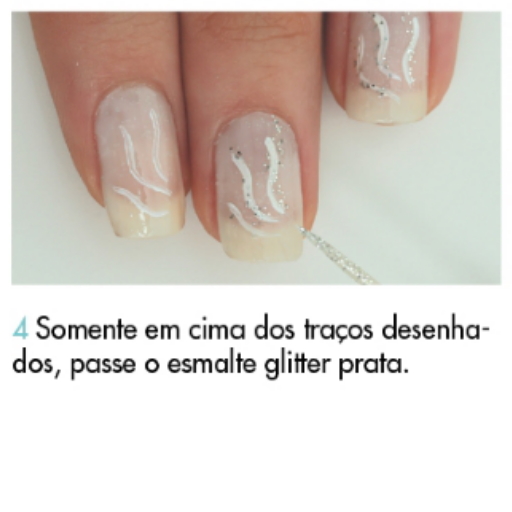 4 Somente em cima dos traços desenha-
dos, passe o esmalte glitter prata.